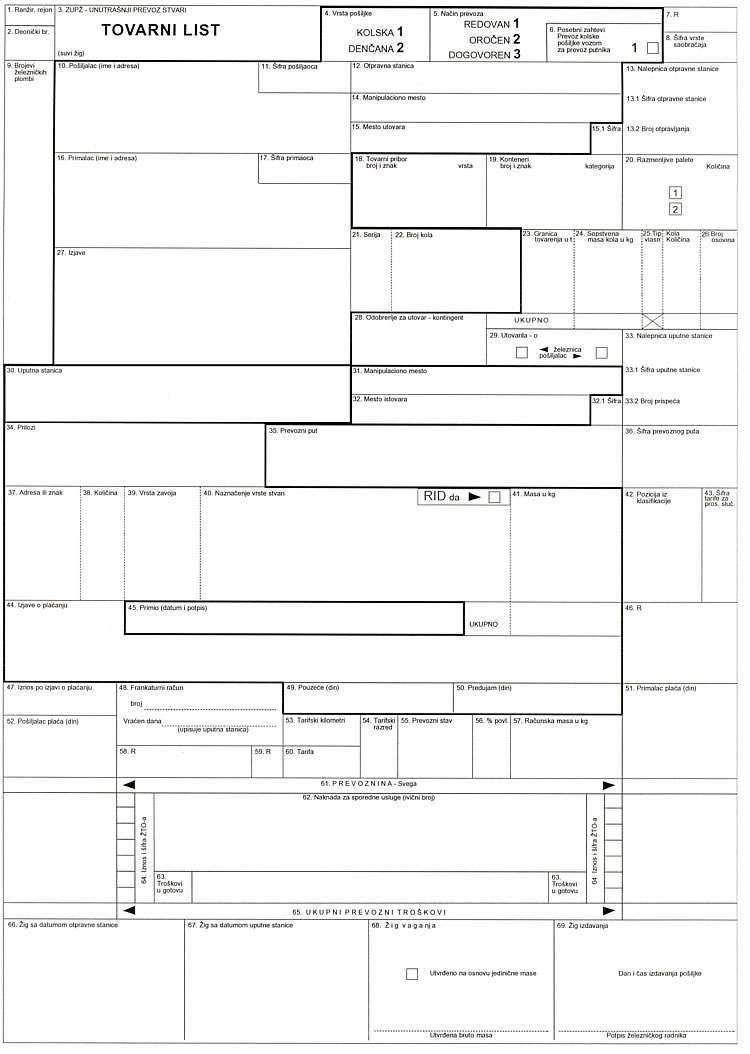 1. Ranžir. rejon
2. Deonički br.
3. ZUPŽ - UNUTRAŠNJI PREVOZ STVARI
TOVARNI LIST
(suvi žig)
4. Vrsta pošiljke
KOLSKA 1
DENČANA 2
5. Način prevoza
REDOVAN 1
OROČEN 2
DOGOVOREN 3
6. Posebni zahtevi
Prevoz kolske
pošiljke vozom
za prevoz putnika
1
7. R
8. Šifra vrste
saobraćaja
9. Brojevi
železničkih
plombi
10. Pošiljalac (ime i adresa)
11. Šifra pošiljaoca
12. Otpravna stanica
13. Nalepnica otpravne stanice
14. Manipulaciono mesto
13.1 Šifra otpravne stanice
15. Mesto utovara
15.1 Šifra
13.2 Broj otpravljanja
16. Primalac (ime i adresa)
17. Šifra primaoca
18. Tovarni pribor
broj i znak
vrsta
19. Konteneri
broj i znak
kategorija
20. Razmenljive palete
Količina
1
2
21. Serija
22. Broj kola
23. Granica
tovarenja u t
24. Sopstvena
masa kola u kg
25.Tip
vlasn
Kola
Količina
26.Broj
osovina
27. Izjave
28. Odobrenje za utovar - kontingent
UKUPNO
29. Utovarila - o
◄ železnica
pošiljalac ►
33. Nalepnica uputne stanice
30. Uputna stanica
31. Manipulaciono mesto
33.1 Šifra uputne stanice
32. Mesto istovara
32.1 Šifra
33.2 Broj prispeća
34. Prilozi
35. Prevozni put
36. Šifra prevoznog puta
37. Adresa ili znak
38. Količina
39. Vrsta zavoja
40. Naznačenje vrste stvari
RID da ►
41. Masa u kg
42. Pozicija iz
klasifikacije
43. Šifra
tarife za
pros. sluč.
44. Izjave o plaćanju
45. Primio (datum i potpis)
UKUPNO
46. R
47. Iznos po izjavi o plaćanju
48. Frankaturni račun
broj
49. Pouzeće (din)
50. Predujam (din)
51. Primalac plaća (din)
52. Pošiljalac plaća (din)
Vraćen dana
(upisuje uputna stanica)
53. Tarifski kilometri
54. Tarifski
razred
55. Prevozni stav
56. % povl.
57. Računska masa u kg
58. R
59. R
60. Tarifa
◄ 61. PREVOZNINA - Svega ►
62. Naknada za sporedne usluge (ivični broj)
64. Iznos i šifra ŽTO-a
64. Iznos i šifra ŽTO-a
63.
Troškovi
u gotovu
63.
Troškovi
u gotovu
◄ 65. UKUPNI PREVOZNI TROŠKOVI ►
66. Žig sa datumom otpravne stanice
67. Žig sa datumom uputne stanice
68. Žig vaganja
Utvrđeno na osnovu jedinične mase
Utvrđena bruto masa
69. Žig izdavanja
Dan i čas izdavanja pošiljke
Potpis železničkog radnika